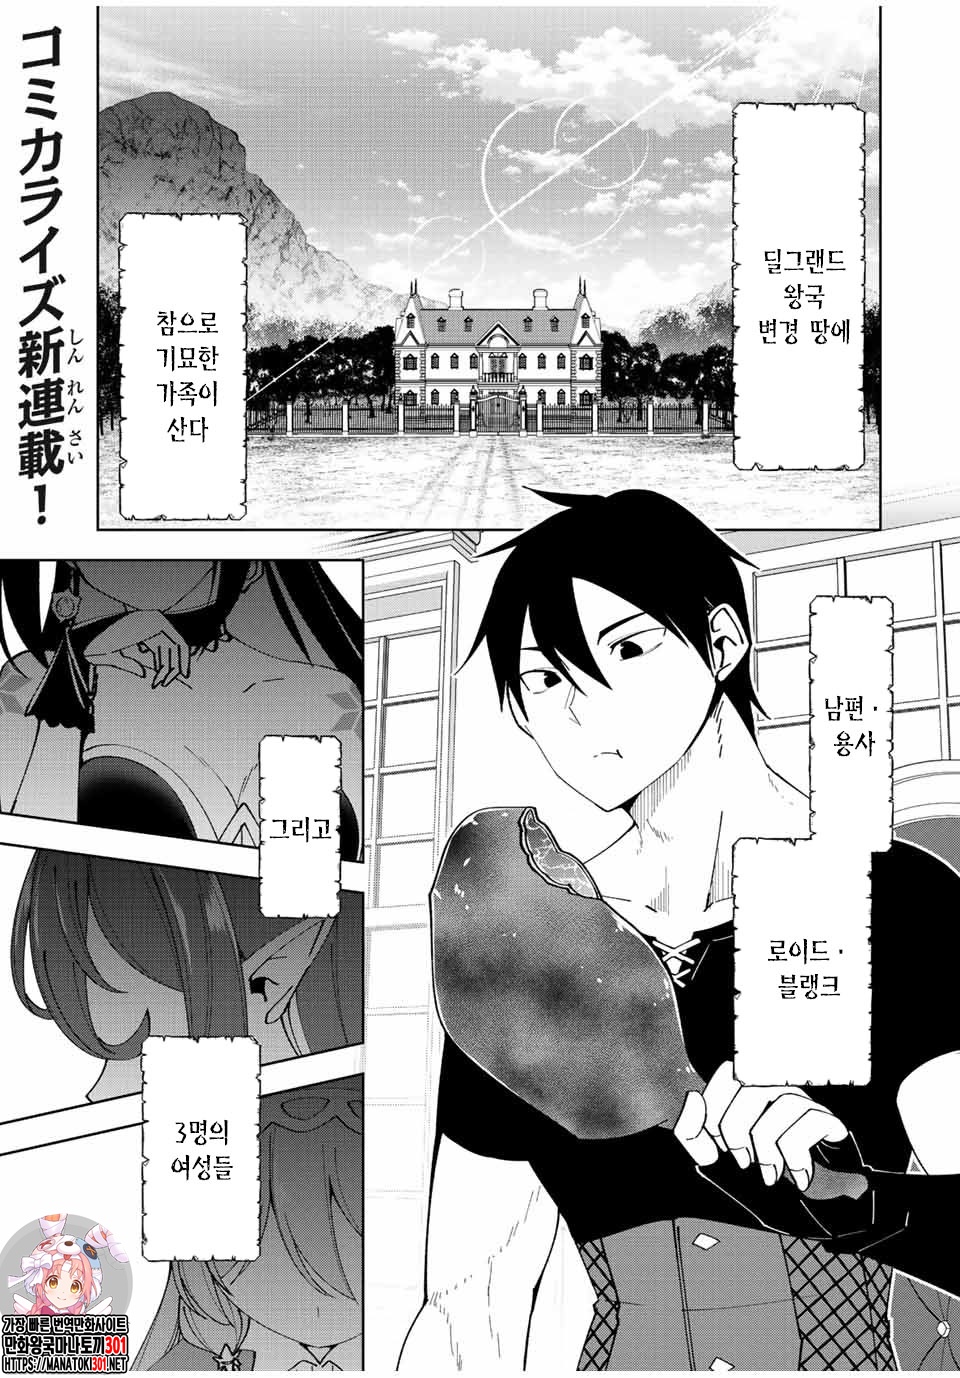 コミカライズ新連載！
しんれんさい
딜그랜드
왕국
변경 땅에
참으로
기묘한
가족이
산다
남편·
용사
로이드·
블랭크
그리고
3명의
여성들
가장 빠른 번역만화사이트
만화왕국마나토끼301
HTTPS://MANATOKI301.NET